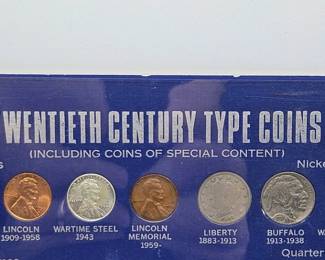 WENTIETH CENTURY TYPE COINS
(INCLUDING COINS OF SPECIAL CONTENT)
s Nicke
LINCOLN WARTIME STEEL LINCOLN LIBERTY BUFFALO WA
1909-1958 1943 MEMORIAL 1883-1913 1913-1938
1959-
Quarter